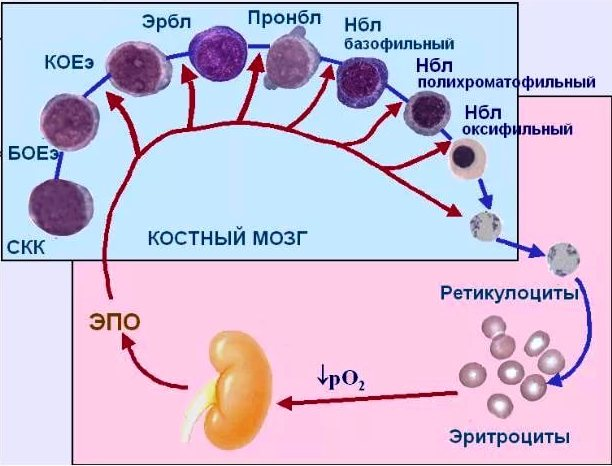 Эрбл
Пронбл
Нбл
базофильный
КОЕэ
Нбл
полихроматофильный
Нбл
оксифильный
БОЕэ
СКК
КОСТНЫЙ МОЗГ
Ретикулоциты
ЭПО
↓pO₂
Эритроциты